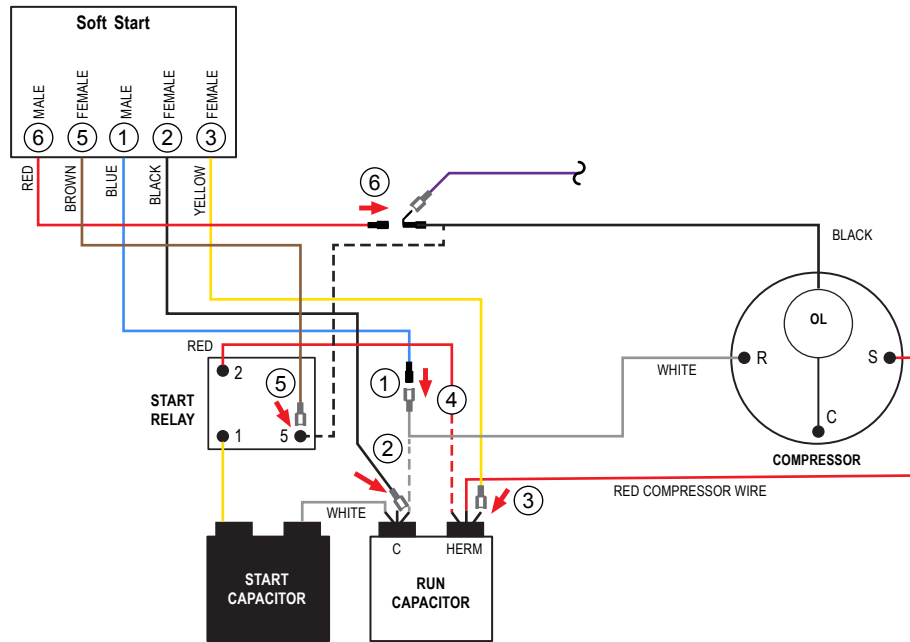 Soft Start
MALE
FEMALE
MALE
FEMALE
FEMALE
6
5
1
2
3
RED
BROWN
BLUE
BLACK
YELLOW
6
BLACK
OL
RED
2
5
1
4
R
S
WHITE
START
RELAY
1
5
2
C
COMPRESSOR
3
RED COMPRESSOR WIRE
WHITE
C
HERM
START
CAPACITOR
RUN
CAPACITOR